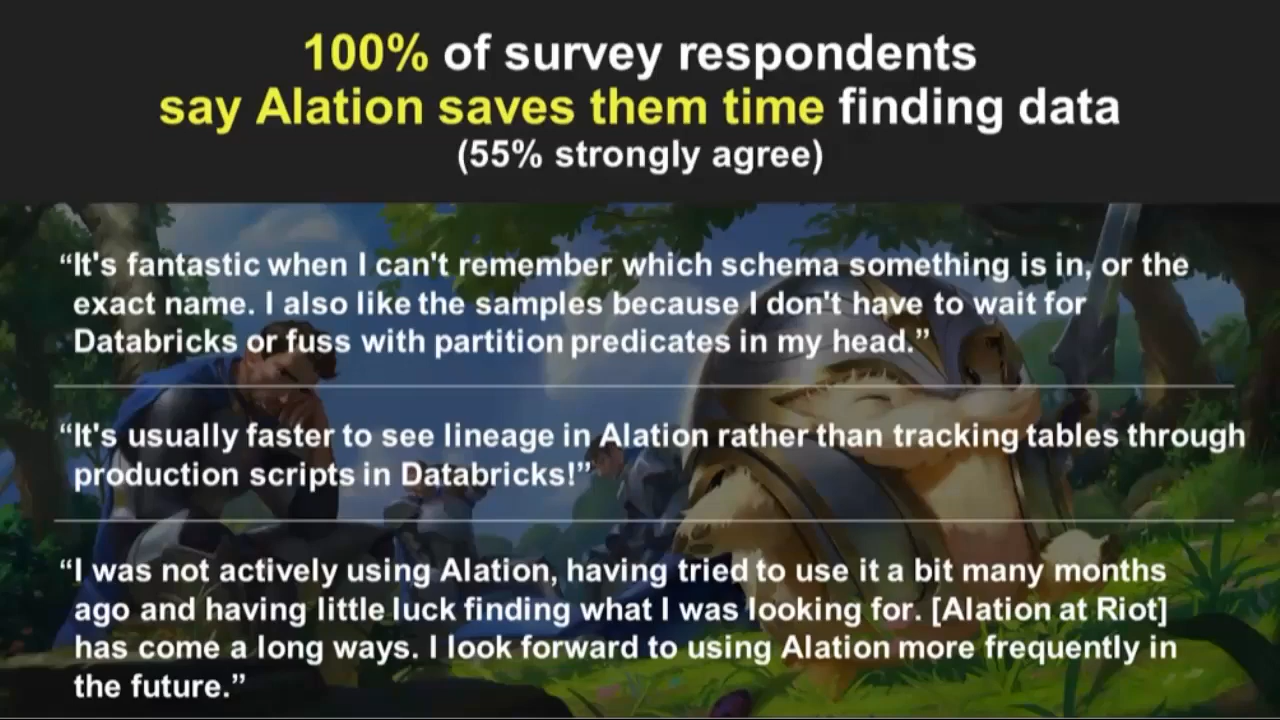 100% of survey respondents
say Alation saves them time finding data
(55% strongly agree)
“It's fantastic when I can't remember which schema something is in, or the
exact name. I also like the samples because I don't have to wait for
Databricks or fuss with partition predicates in my head.”
“It's usually faster to see lineage in Alation rather than tracking tables through
production scripts in Databricks!”
“I was not actively using Alation, having tried to use it a bit many months
ago and having little luck finding what I was looking for. [Alation at Riot]
has come a long ways. I look forward to using Alation more frequently in
the future.”